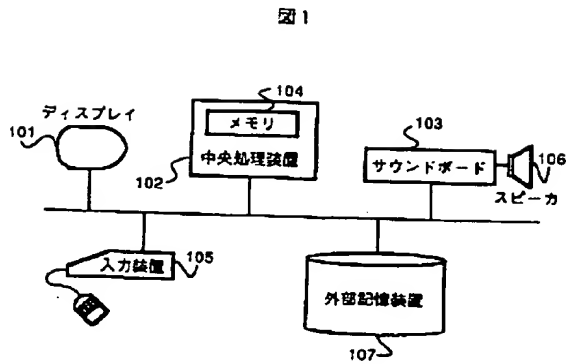 図1
ディスプレイ
101
104
メモリ
中央処理装置
102
103
サウンドボード
106
スピーカ
入力装置
105
外部記憶装置
107